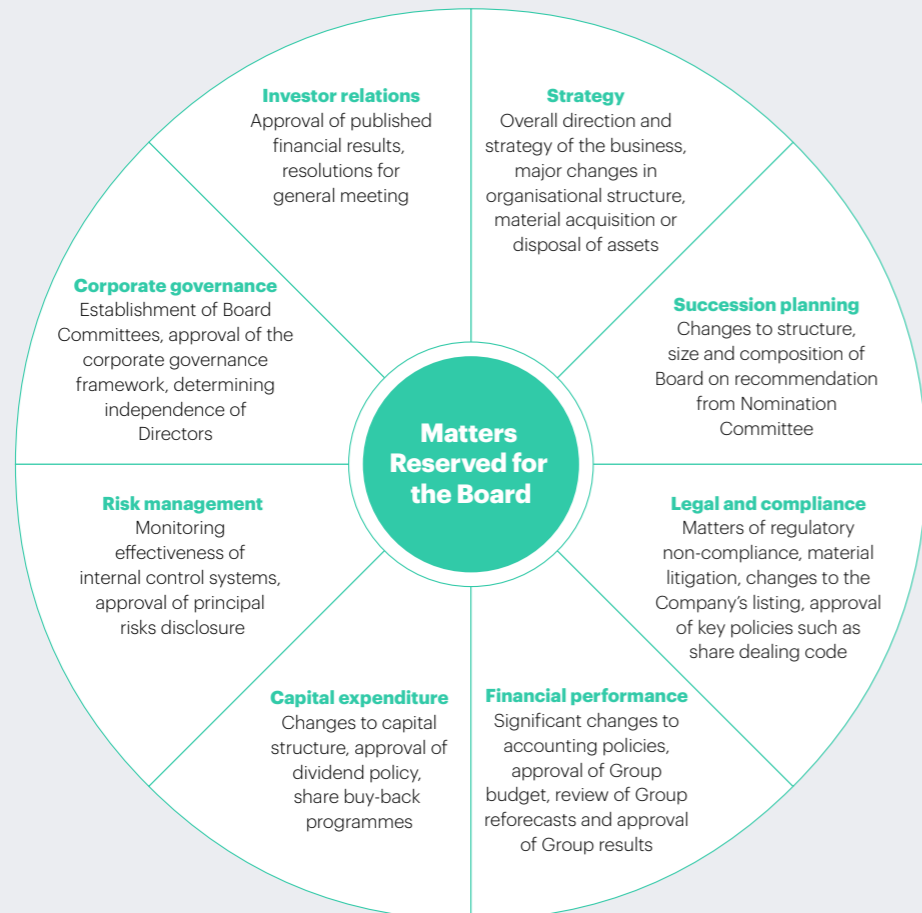 Investor relations
Approval of published
financial results,
resolutions for
general meeting
Strategy
Overall direction and
strategy of the business,
major changes in
organisational structure,
material acquisition or
disposal of assets
Corporate governance
Establishment of Board
Committees, approval of the
corporate governance
framework, determining
independence of
Directors
Succession planning
Changes to structure,
size and composition of
Board on recommendation
from Nomination
Committee
Matters
Reserved for
the Board
Risk management
Monitoring
effectiveness of
internal control systems,
approval of principal
risks disclosure
Legal and compliance
Matters of regulatory
non-compliance, material
litigation, changes to the
Company’s listing, approval
of key policies such as
share dealing code
Capital expenditure
Changes to capital
structure, approval of
dividend policy,
share buy-back
programmes
Financial performance
Significant changes to
accounting policies,
approval of Group
budget, review of Group
reforecasts and approval
of Group results